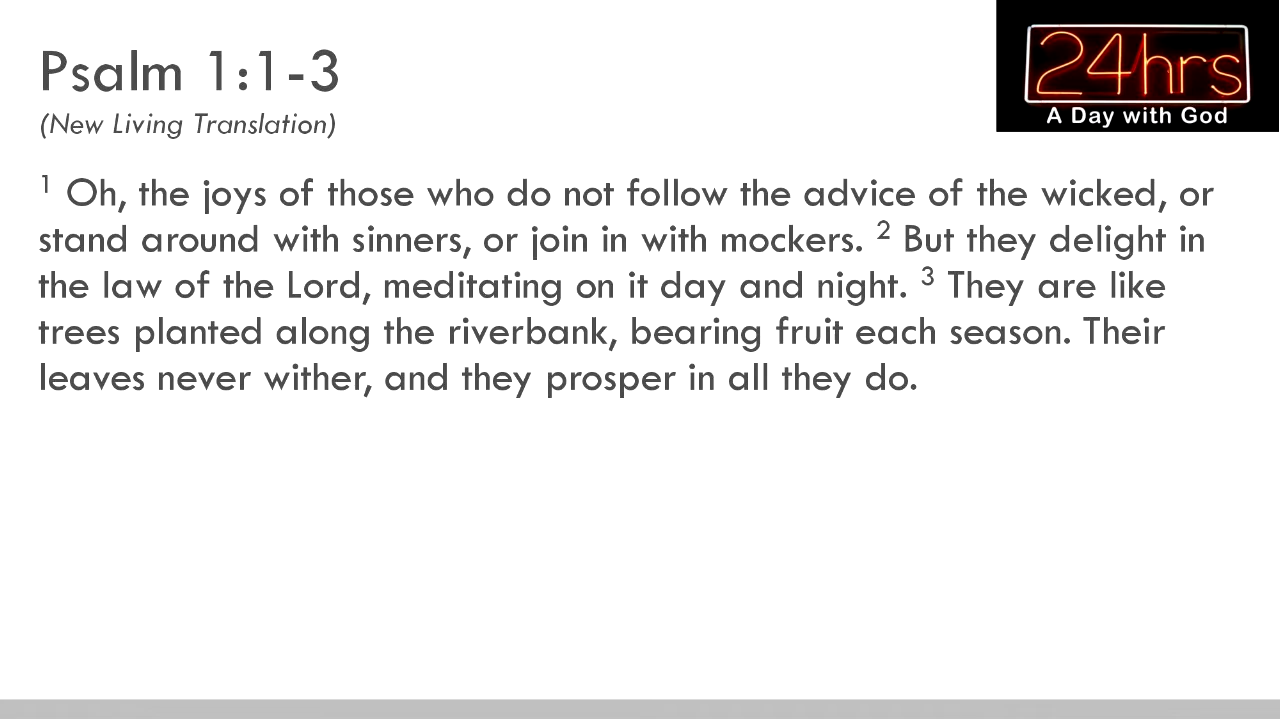 Psalm 1:1-3
(New Living Translation)
24hrs
A Day with God
1 Oh, the joys of those who do not follow the advice of the wicked, or
stand around with sinners, or join in with mockers. 2 But they delight in
the law of the Lord, meditating on it day and night. 3 They are like
trees planted along the riverbank, bearing fruit each season. Their
leaves never wither, and they prosper in all they do.